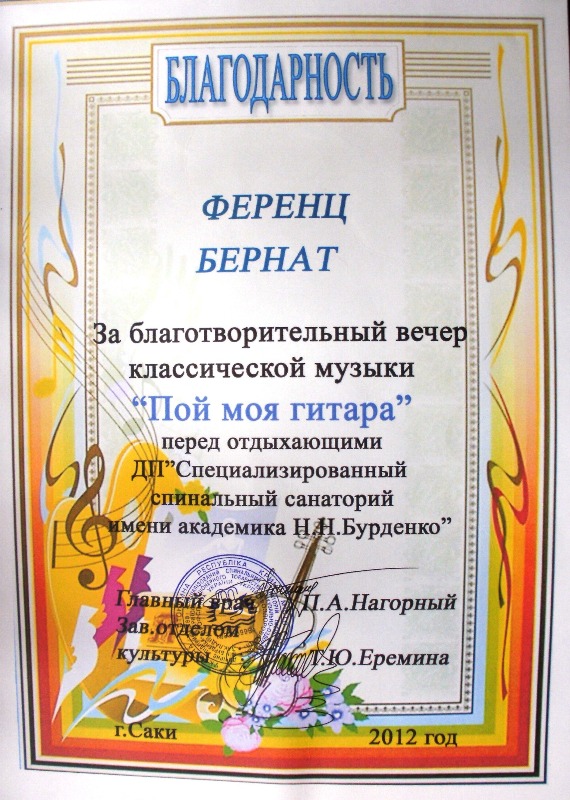 БЛАГОДАРНОСТЬ
ФЕРЕНЦ
БЕРНАТ
За благотворительный вечер
классической музыки
“Пой моя гитара”
перед отдыхающими
ДП”Специализированный
спинальный санаторий
имени академика Н.Н.Бурденко”
Главный врач П.А.Нагорный
Зав.отделом
культуры Т.Ю.Еремина
г.Саки 2012 год